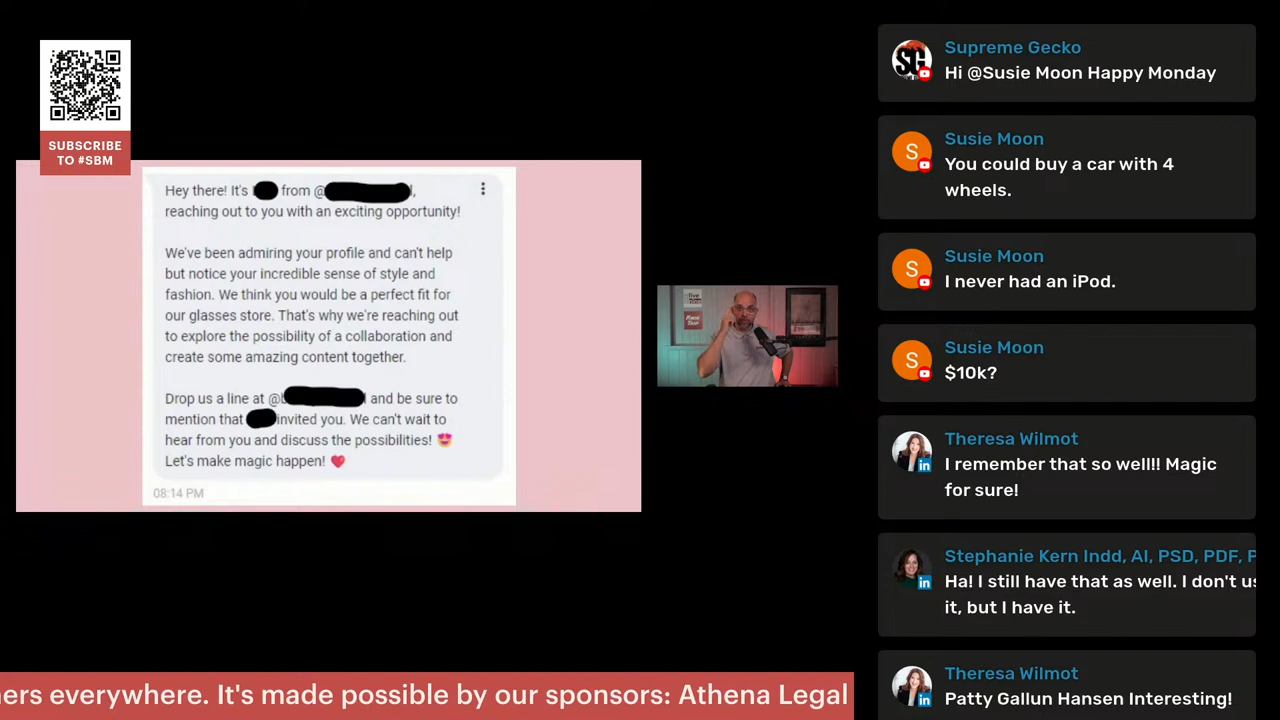 SUBSCRIBE
TO #SBM
Hey there! It's from @
reaching out to you with an exciting opportunity!
We've been admiring your profile and can't help
but notice your incredible sense of style and
fashion. We think you would be a perfect fit for
our glasses store. That's why we're reaching out
to explore the possibility of a collaboration and
create some amazing content together.
Drop us a line at @ and be sure to
mention that invited you. We can't wait to
hear from you and discuss the possibilities! 😍
Let's make magic happen! ❤️
08:14 PM
Supreme Gecko
Hi @Susie Moon Happy Monday
Susie Moon
You could buy a car with 4
wheels.
Susie Moon
I never had an iPod.
Susie Moon
$10k?
Theresa Wilmot
I remember that so well!! Magic
for sure!
Stephanie Kern Indd, AI, PSD, PDF,
Ha! I still have that as well. I don't
it, but I have it.
Theresa Wilmot
Patty Gallun Hansen Interesting!
everywhere. It's made possible by our sponsors: Athena Legal